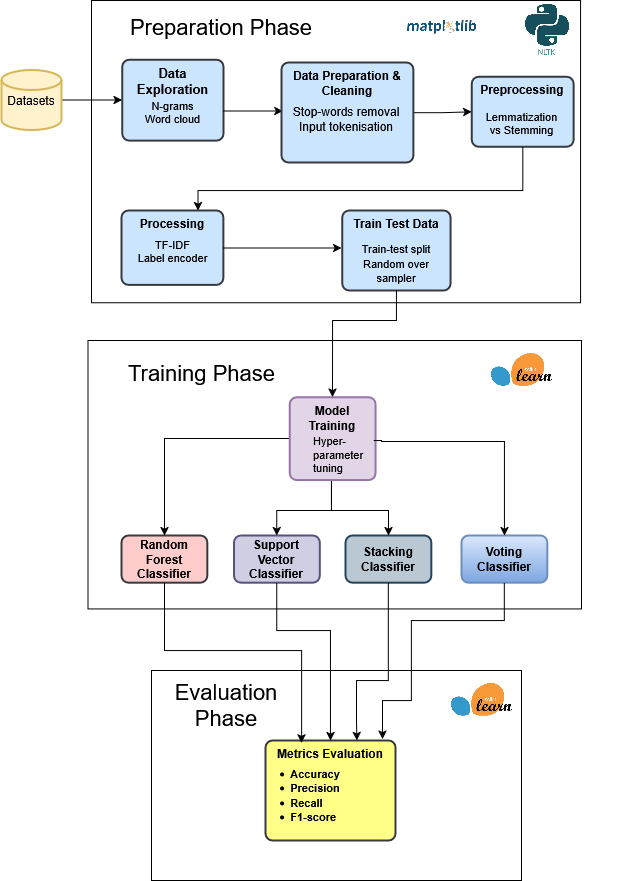 Preparation Phase
matplotlib
NLTK
Datasets
Data
Exploration
N-grams
Word cloud
Data Preparation &
Cleaning
Stop-words removal
Input tokenisation
Preprocessing
Lemmatization
vs Stemming
Processing
TF-IDF
Label encoder
Train Test Data
Train-test split
Random over
sampler
Training Phase
learn
Model
Training
Hyper-
parameter
tuning
Random
Forest
Classifier
Support
Vector
Classifier
Stacking
Classifier
Voting
Classifier
Evaluation
Phase
learn
Metrics Evaluation
• Accuracy
• Precision
• Recall
• F1-score